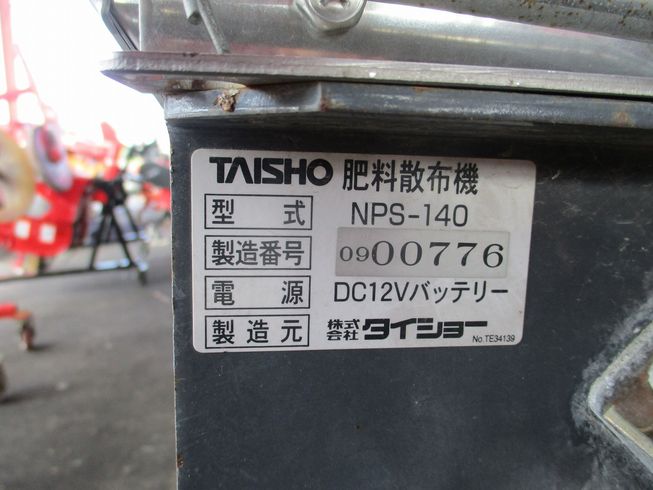 TAISHO 肥料散布機
型式 NPS-140
製造番号 0900776
電源 DC12Vバッテリー
製造元 株式会社 タイショー
No.TE34139